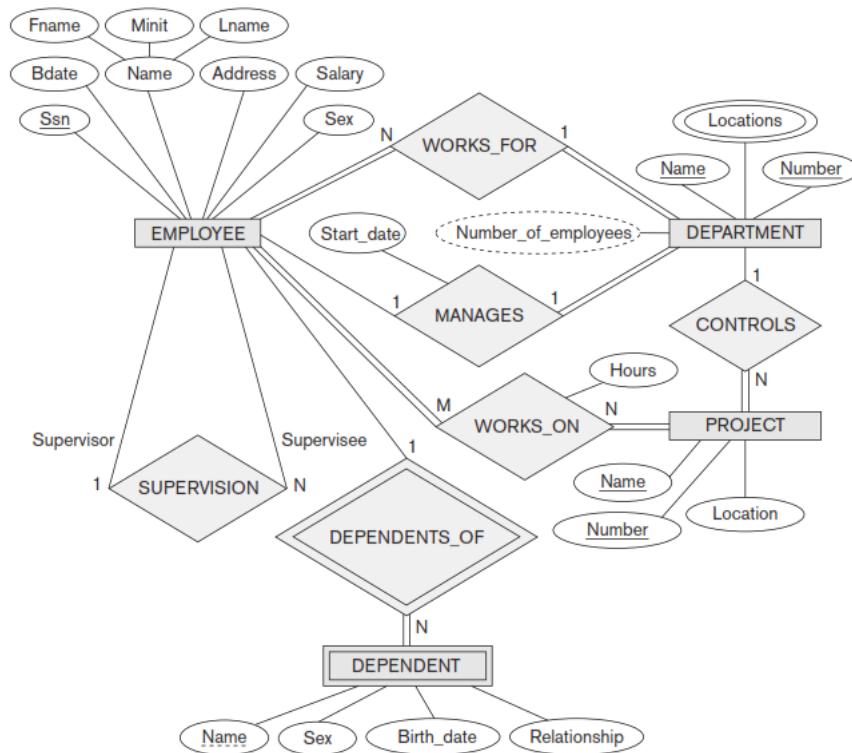 Fname
Minit
Lname
Bdate
Name
Address
Salary
Ssn
Sex
N
WORKS_FOR
1
Locations
Name
Number
EMPLOYEE
Start_date
Number_of_employees
DEPARTMENT
1
MANAGES
1
1
CONTROLS
N
Hours
M
WORKS_ON
N
PROJECT
Supervisor
Supervisee
1
SUPERVISION
N
1
Name
Number
Location
DEPENDENTS_OF
N
DEPENDENT
Name
Sex
Birth_date
Relationship